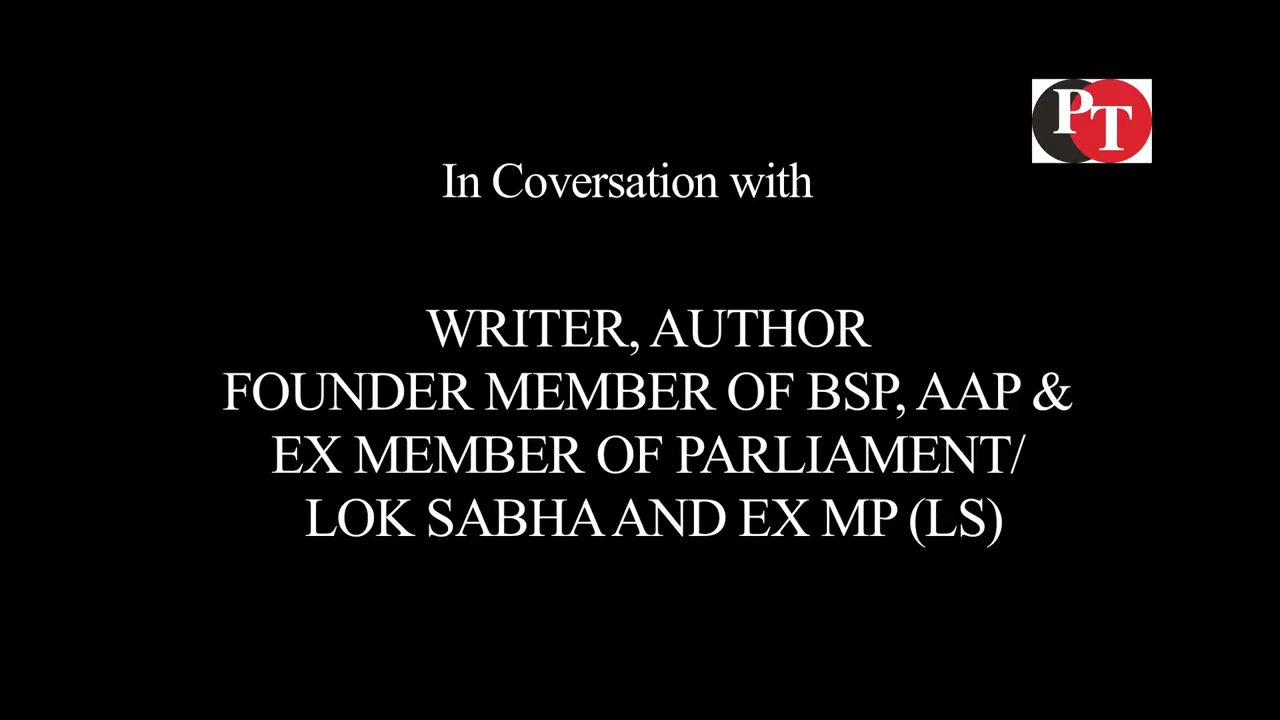 PT
In Coversation with
WRITER, AUTHOR
FOUNDER MEMBER OF BSP, AAP &
EX MEMBER OF PARLIAMENT/
LOK SABHA AND EX MP (LS)